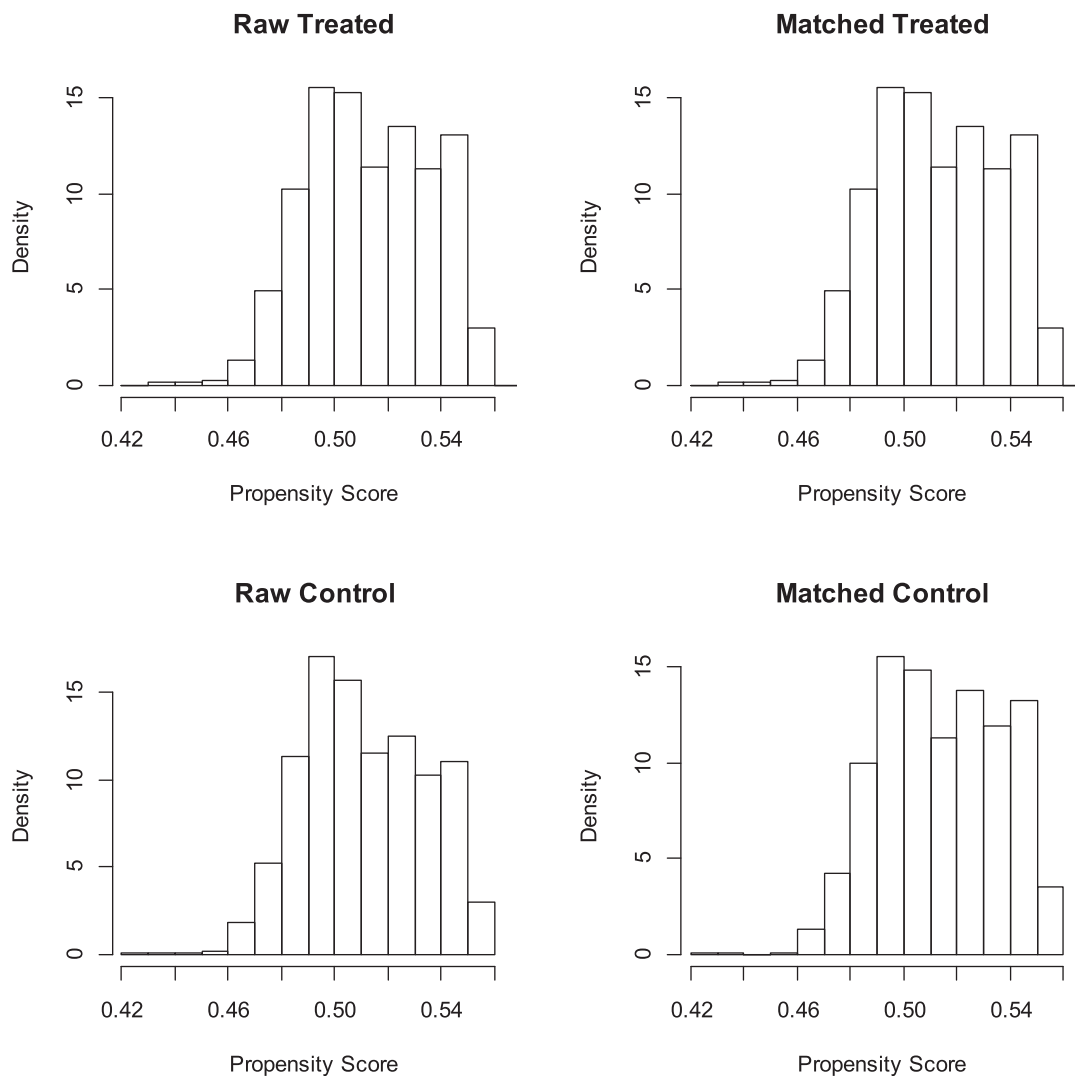 Raw Treated
Density
0
5
10
15
0.42 0.46 0.50 0.54
Propensity Score
Matched Treated
Density
0
5
10
15
0.42 0.46 0.50 0.54
Propensity Score
Raw Control
Density
0
5
10
15
0.42 0.46 0.50 0.54
Propensity Score
Matched Control
Density
0
5
10
15
0.42 0.46 0.50 0.54
Propensity Score